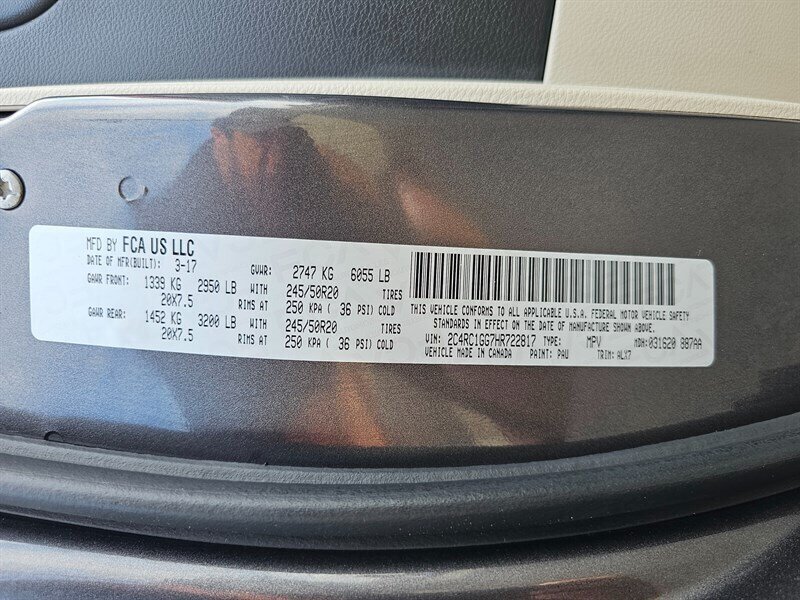 MFD BY FCA US LLC
DATE OF MFR(BUILT): 3-17 GVWR: 2747 KG 6055 LB
GAWR FRONT: 1339 KG 2950 LB WITH 245/50R20 TIRES
20X7.5 RIMS AT 250 KPA ( 36 PSI) COLD
GAWR REAR: 1452 KG 3200 LB WITH 245/50R20 TIRES
20X7.5 RIMS AT 250 KPA ( 36 PSI) COLD
THIS VEHICLE CONFORMS TO ALL APPLICABLE U.S.A. FEDERAL MOTOR VEHICLE SAFETY
STANDARDS IN EFFECT ON THE DATE OF MANUFACTURE SHOWN ABOVE.
VIN: 2C4RC1GG7HR722817 TYPE: MPV MDH: 031620 BB7AA
VEHICLE MADE IN CANADA PAINT: PAU TRIM: ALX7